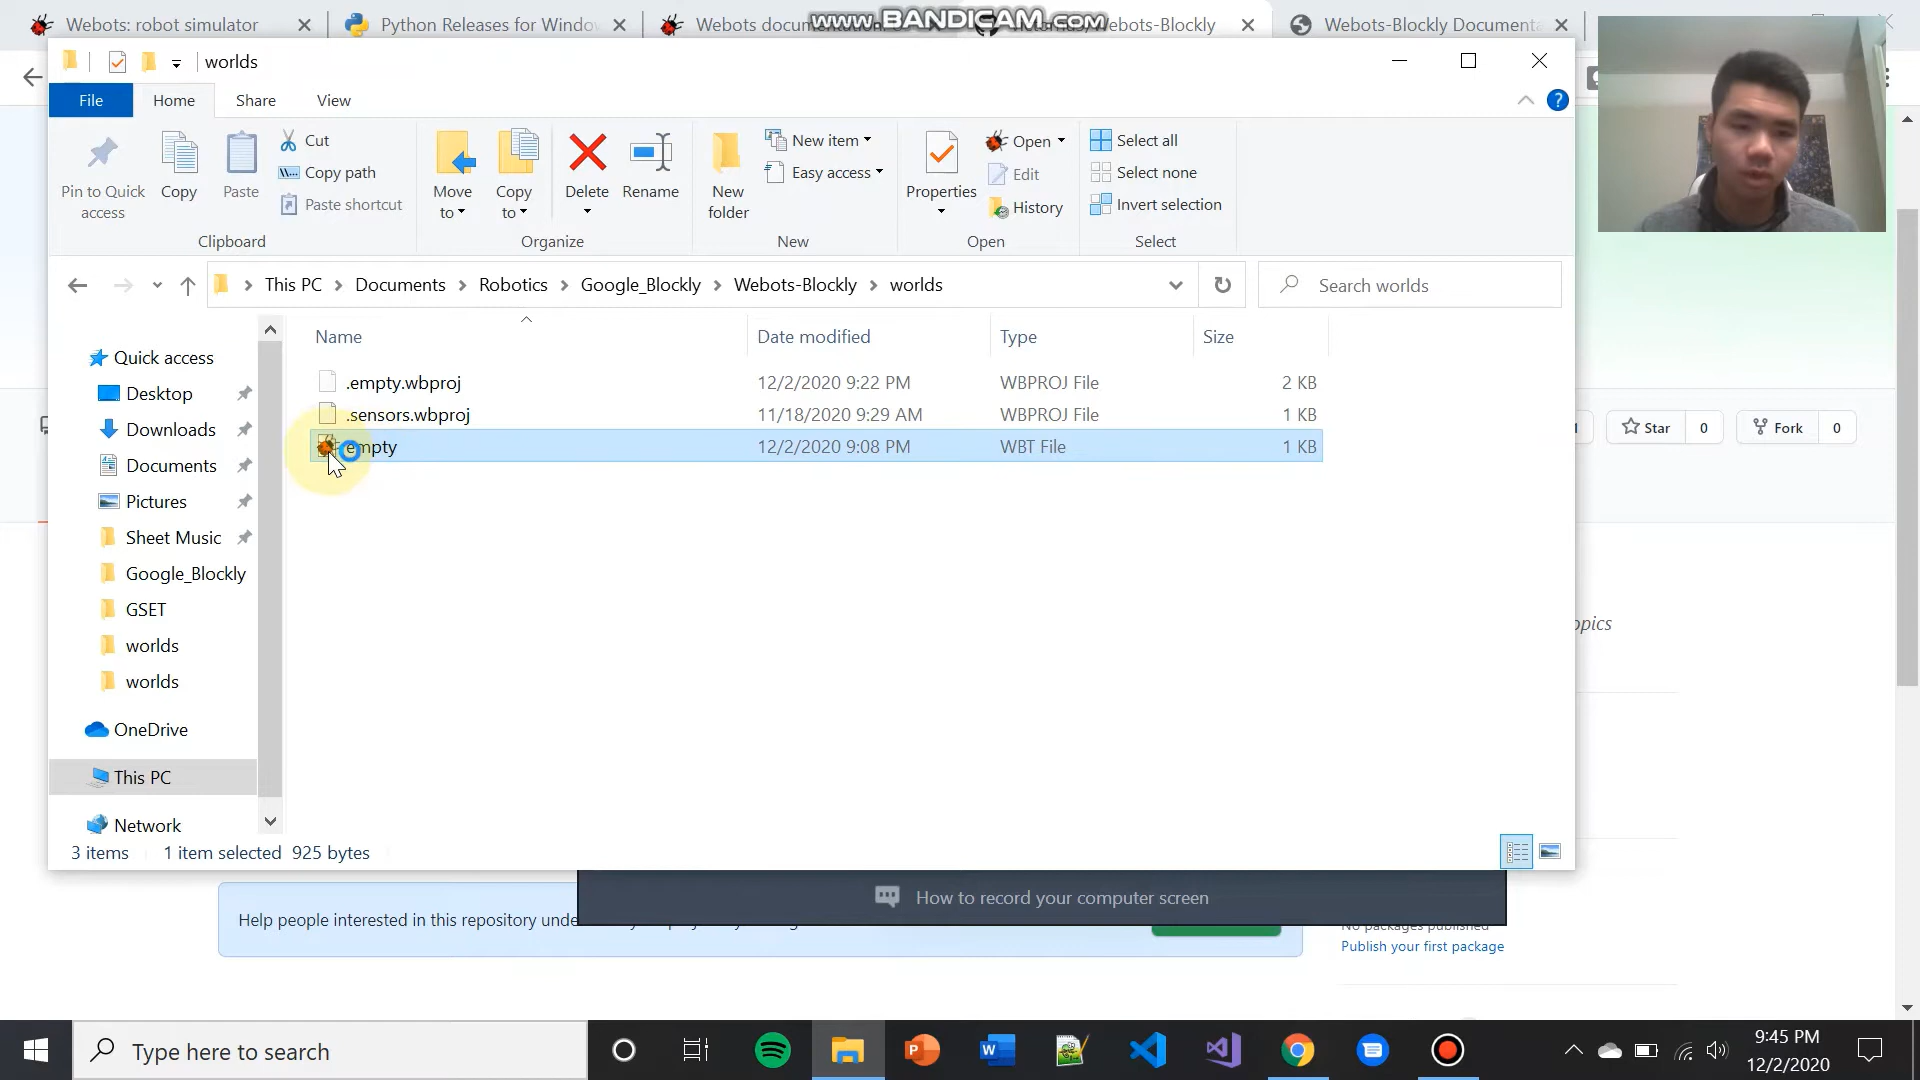 Webots: robot simulator
Python Releases for Windo
Webots documentation
www.BANDICAM.com
Webots-Blockly
Webots-Blockly Documenta
worlds
File
Home
Share
View
Pin to Quick access
Copy
Paste
Cut
Copy path
Paste shortcut
Move to
Copy to
Delete
Rename
New folder
New item
Easy access
Properties
Open
Edit
History
Select all
Select none
Invert selection
Clipboard
Organize
New
Open
Select
This PC
Documents
Robotics
Google_Blockly
Webots-Blockly
worlds
Search worlds
Name
Date modified
Type
Size
.empty.wbproj 12/2/2020 9:22 PM WBPROJ File 2 KB
.sensors.wbproj 11/18/2020 9:29 AM WBPROJ File 1 KB
empty 12/2/2020 9:08 PM WBT File 1 KB
Quick access
Desktop
Downloads
Documents
Pictures
Sheet Music
Google_Blockly
GSET
worlds
worlds
OneDrive
This PC
Network
3 items 1 item selected 925 bytes
Star 0
Fork 0
opics
How to record your computer screen
Help people interested in this repository unde
No packages published
Publish your first package
Type here to search
9:45 PM
12/2/2020